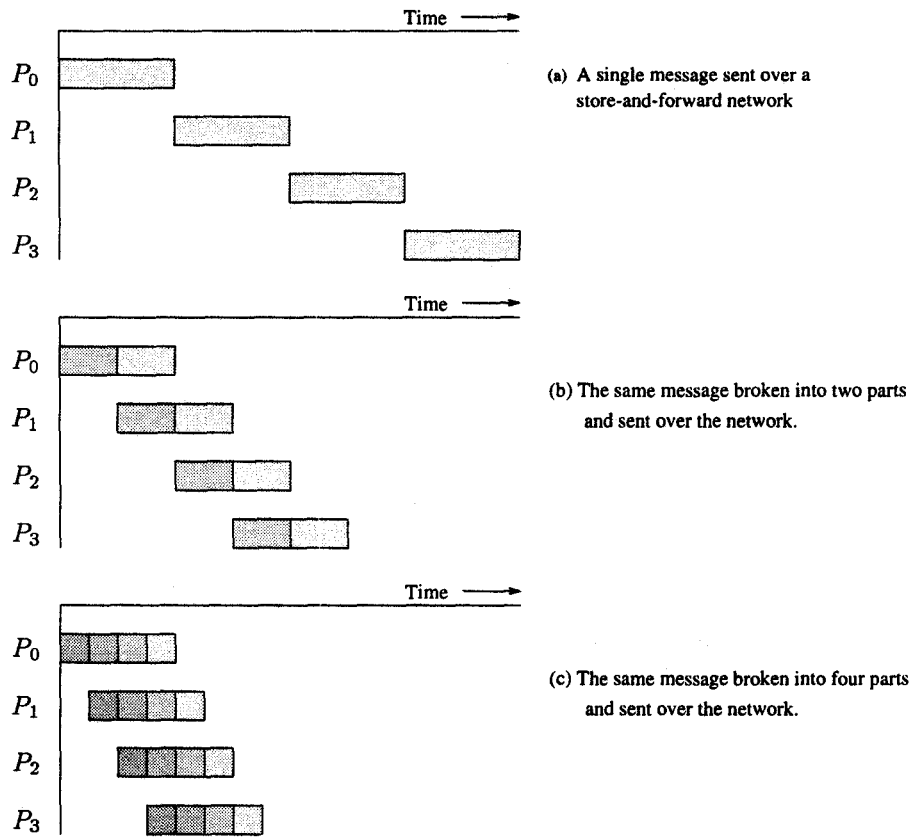 Time
P0
(a) A single message sent over a
store-and-forward network
P1
P2
P3
Time
P0
(b) The same message broken into two parts
and sent over the network.
P1
P2
P3
Time
P0
(c) The same message broken into four parts
and sent over the network.
P1
P2
P3